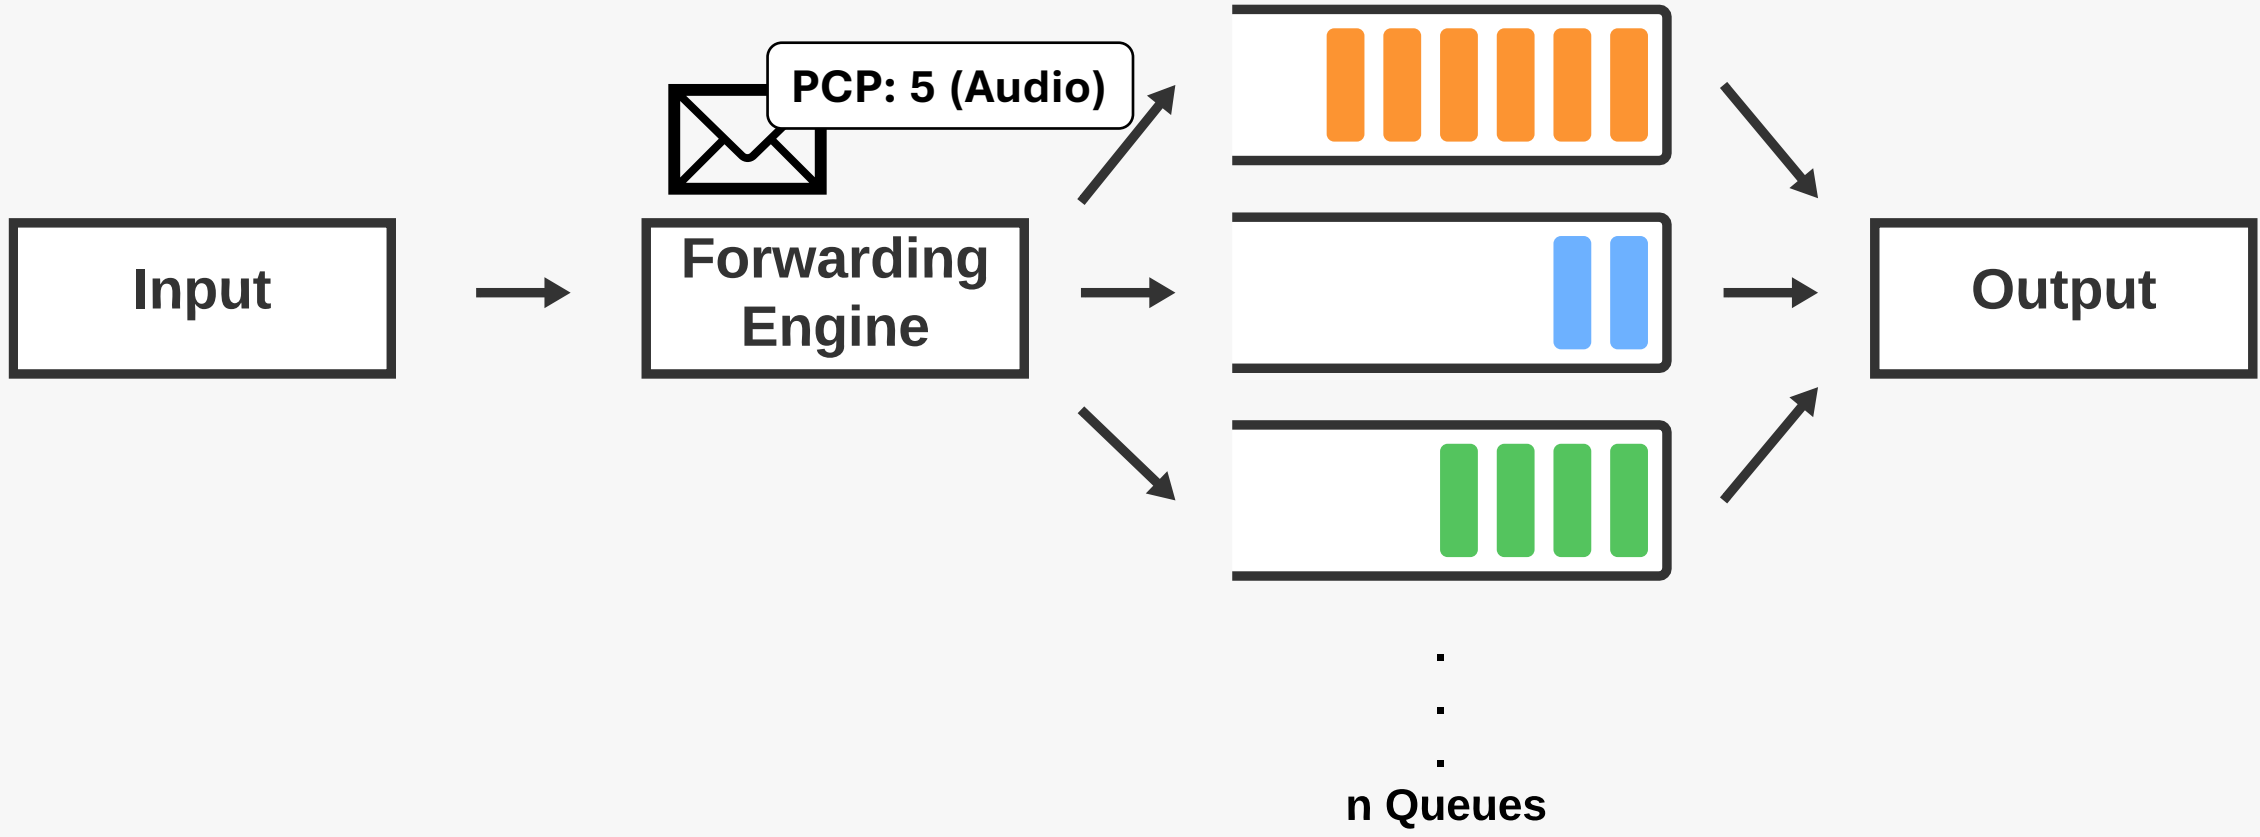 PCP: 5 (Audio)
Input
Forwarding
Engine
Output
.
.
.
n Queues